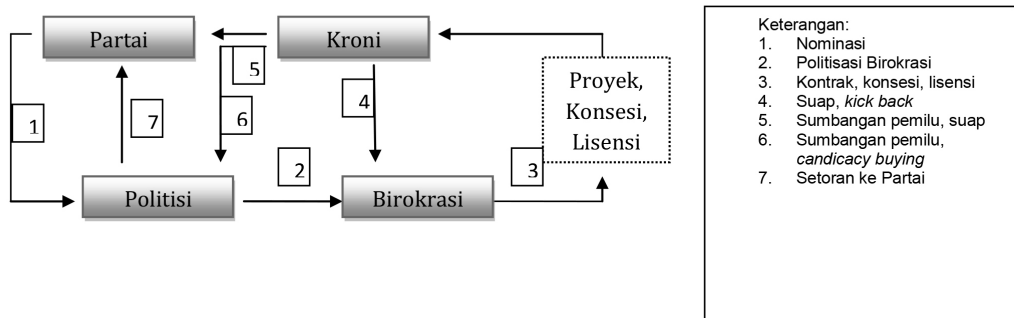 Partai
Kroni
5
4
6
7
1
Proyek,
Konsesi,
Lisensi
2
3
Politisi
Birokrasi
Keterangan:
1. Nominasi
2. Politisasi Birokrasi
3. Kontrak, konsesi, lisensi
4. Suap, kick back
5. Sumbangan pemilu, suap
6. Sumbangan pemilu,
candicacy buying
7. Setoran ke Partai